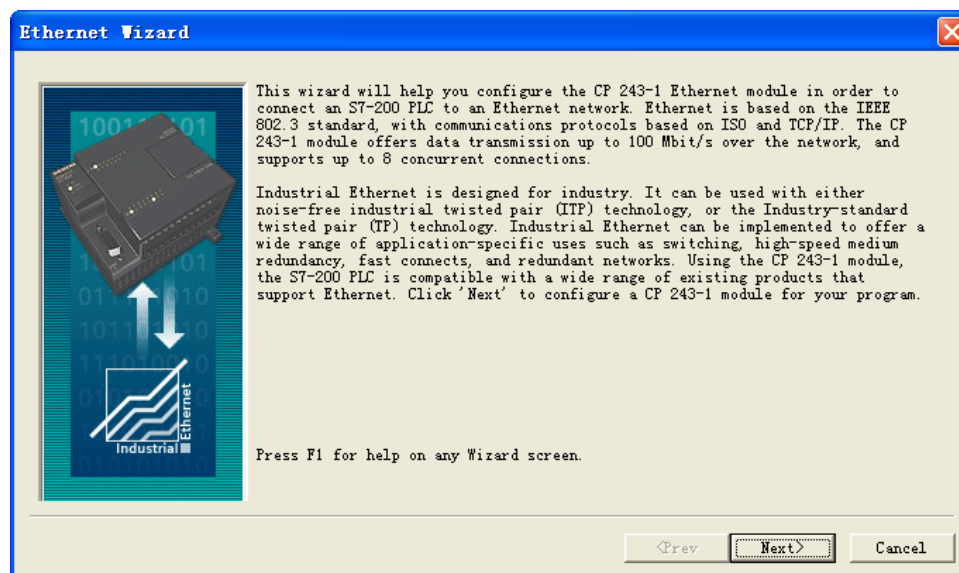 Ethernet Wizard
This wizard will help you configure the CP 243-1 Ethernet module in order to
connect an S7-200 PLC to an Ethernet network. Ethernet is based on the IEEE
802.3 standard, with communications protocols based on ISO and TCP/IP. The CP
243-1 module offers data transmission up to 100 Mbit/s over the network, and
supports up to 8 concurrent connections.
Industrial Ethernet is designed for industry. It can be used with either
noise-free industrial twisted pair (ITP) technology, or the Industry-standard
twisted pair (TP) technology. Industrial Ethernet can be implemented to offer a
wide range of application-specific uses such as switching, high-speed medium
redundancy, fast connects, and redundant networks. Using the CP 243-1 module,
the S7-200 PLC is compatible with a wide range of existing products that
support Ethernet. Click 'Next' to configure a CP 243-1 module for your program.
Industrial
Ethernet
Press F1 for help on any Wizard screen.
<Prev
Next>
Cancel